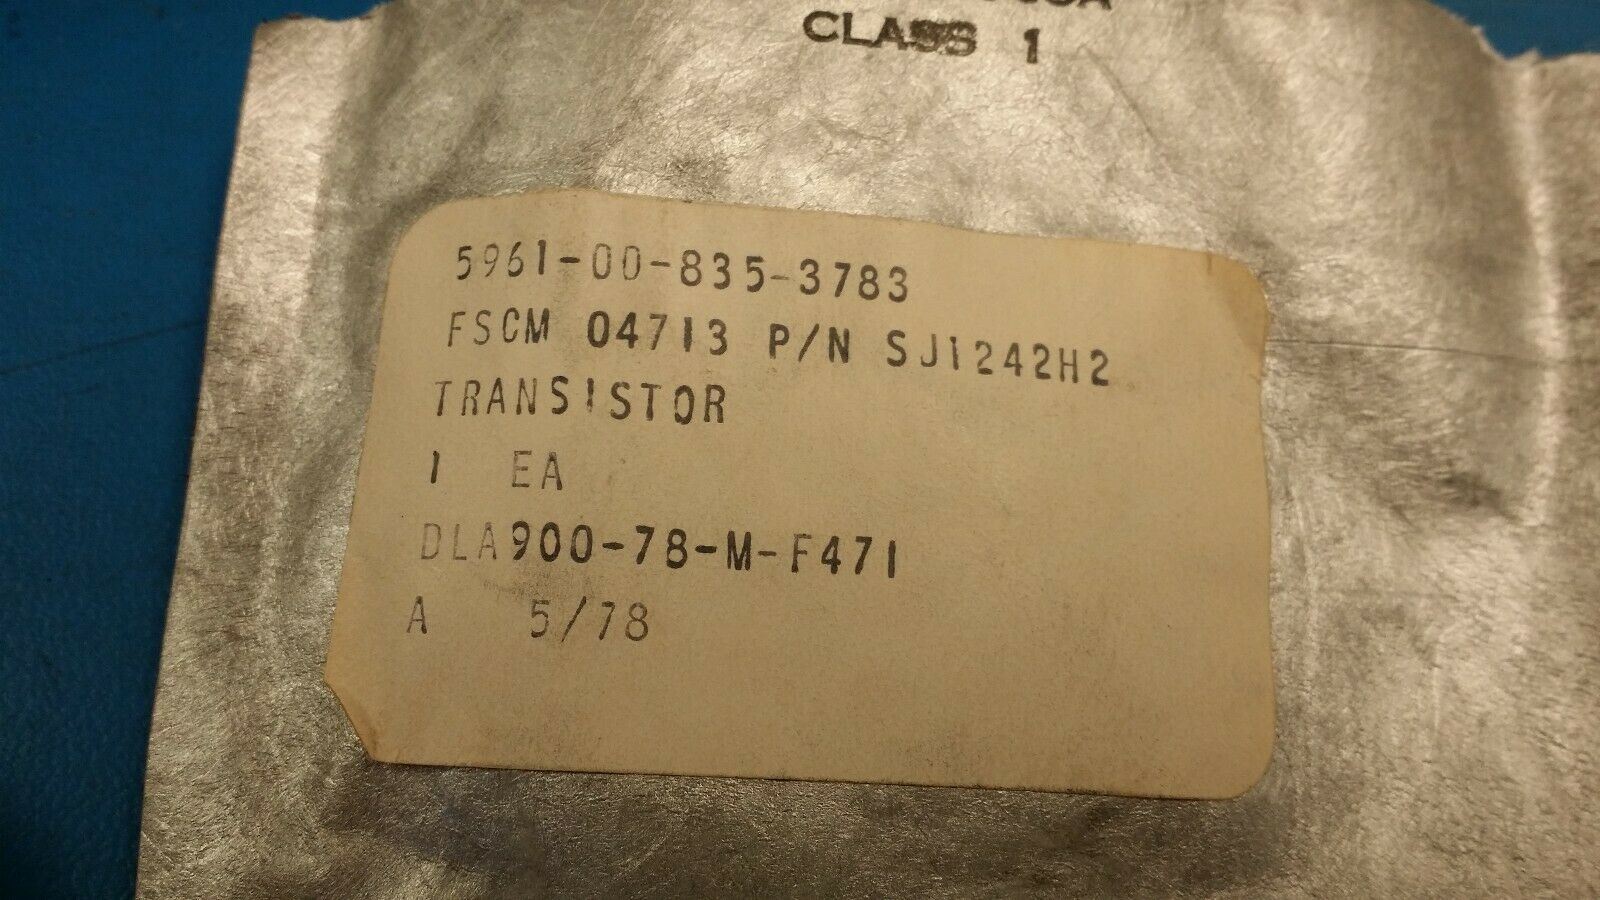 CLASS 1
5961-00-835-3783
FSCM 04713 P/N SJ1242H2
TRANSISTOR
1 EA
DLA900-78-M-F471
A 5/78